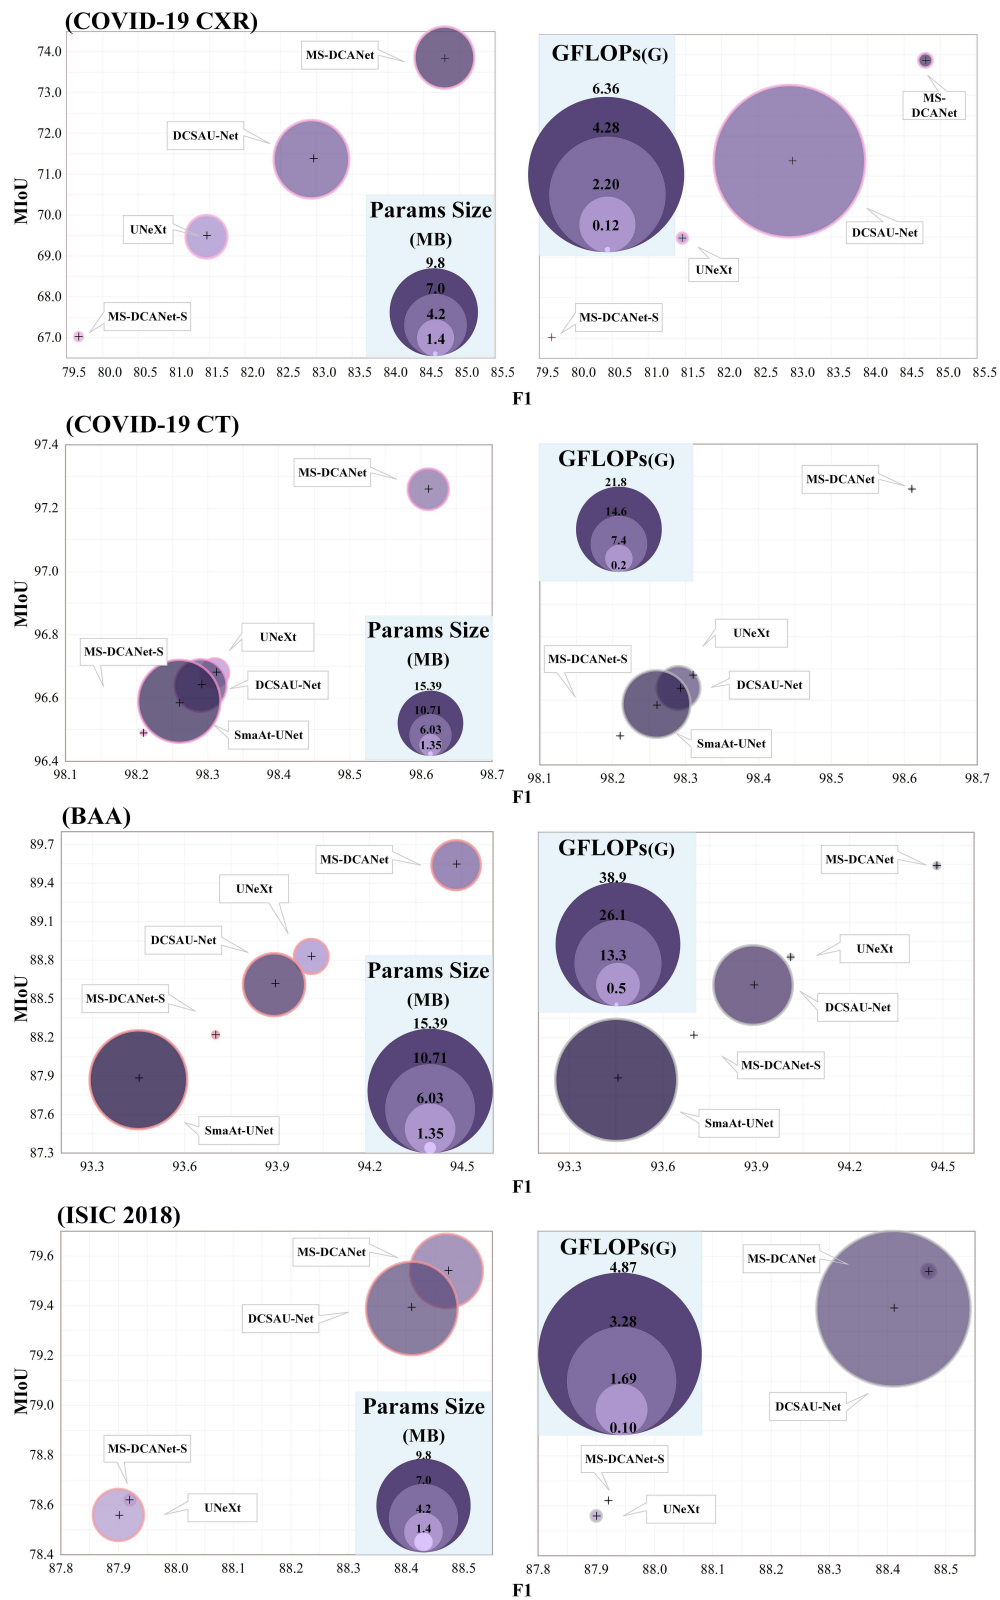 (COVID-19 CXR)
MIoU
74.0
73.0
72.0
71.0
70.0
69.0
68.0
67.0
MS-DCANet
DCSAU-Net
UNeXt
MS-DCANet-S
Params Size
(MB)
9.8
7.0
4.2
1.4
79.5 80.0 80.5 81.0 81.5 82.0 82.5 83.0 83.5 84.0 84.5 85.0 85.5
GFLOPs(G)
6.36
4.28
2.20
0.12
MS-
DCANet
DCSAU-Net
UNeXt
MS-DCANet-S
79.5 80.0 80.5 81.0 81.5 82.0 82.5 83.0 83.5 84.0 84.5 85.0 85.5
F1
(COVID-19 CT)
MIoU
97.4
97.2
97.0
96.8
96.6
96.4
MS-DCANet
UNeXt
MS-DCANet-S
DCSAU-Net
SmaAt-UNet
Params Size
(MB)
15.39
10.71
6.03
1.35
98.1 98.2 98.3 98.4 98.5 98.6 98.7
GFLOPs(G)
21.8
14.6
7.4
0.2
MS-DCANet
UNeXt
MS-DCANet-S
DCSAU-Net
SmaAt-UNet
98.1 98.2 98.3 98.4 98.5 98.6 98.7
F1
(BAA)
MIoU
89.7
89.4
89.1
88.8
88.5
88.2
87.9
87.6
87.3
MS-DCANet
UNeXt
DCSAU-Net
MS-DCANet-S
SmaAt-UNet
Params Size
(MB)
15.39
10.71
6.03
1.35
93.3 93.6 93.9 94.2 94.5
GFLOPs(G)
38.9
26.1
13.3
0.5
MS-DCANet
UNeXt
DCSAU-Net
MS-DCANet-S
SmaAt-UNet
93.3 93.6 93.9 94.2 94.5
F1
(ISIC 2018)
MIoU
79.6
79.4
79.2
79.0
78.8
78.6
78.4
MS-DCANet
DCSAU-Net
MS-DCANet-S
UNeXt
Params Size
(MB)
9.8
7.0
4.2
1.4
87.8 87.9 88.0 88.1 88.2 88.3 88.4 88.5
GFLOPs(G)
4.87
3.28
1.69
0.10
MS-DCANet
DCSAU-Net
MS-DCANet-S
UNeXt
87.8 87.9 88.0 88.1 88.2 88.3 88.4 88.5
F1